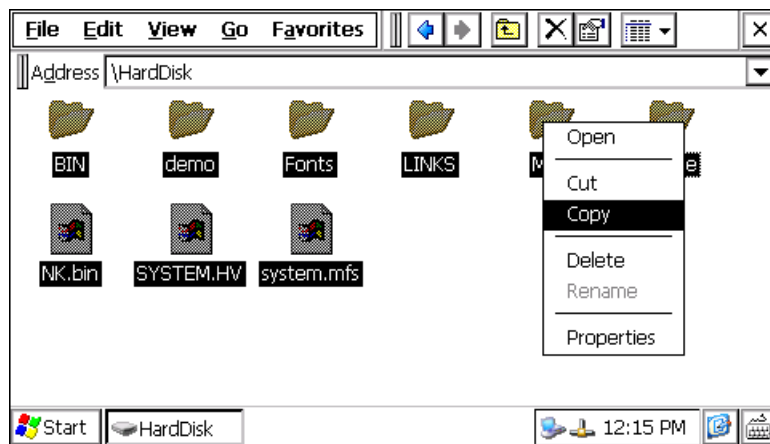 File Edit View Go Favorites
Address \HardDisk
BIN demo Fonts LINKS
NK.bin SYSTEM.HV system.mfs
Open
Cut
Copy
Delete
Rename
Properties
Start HardDisk 12:15 PM